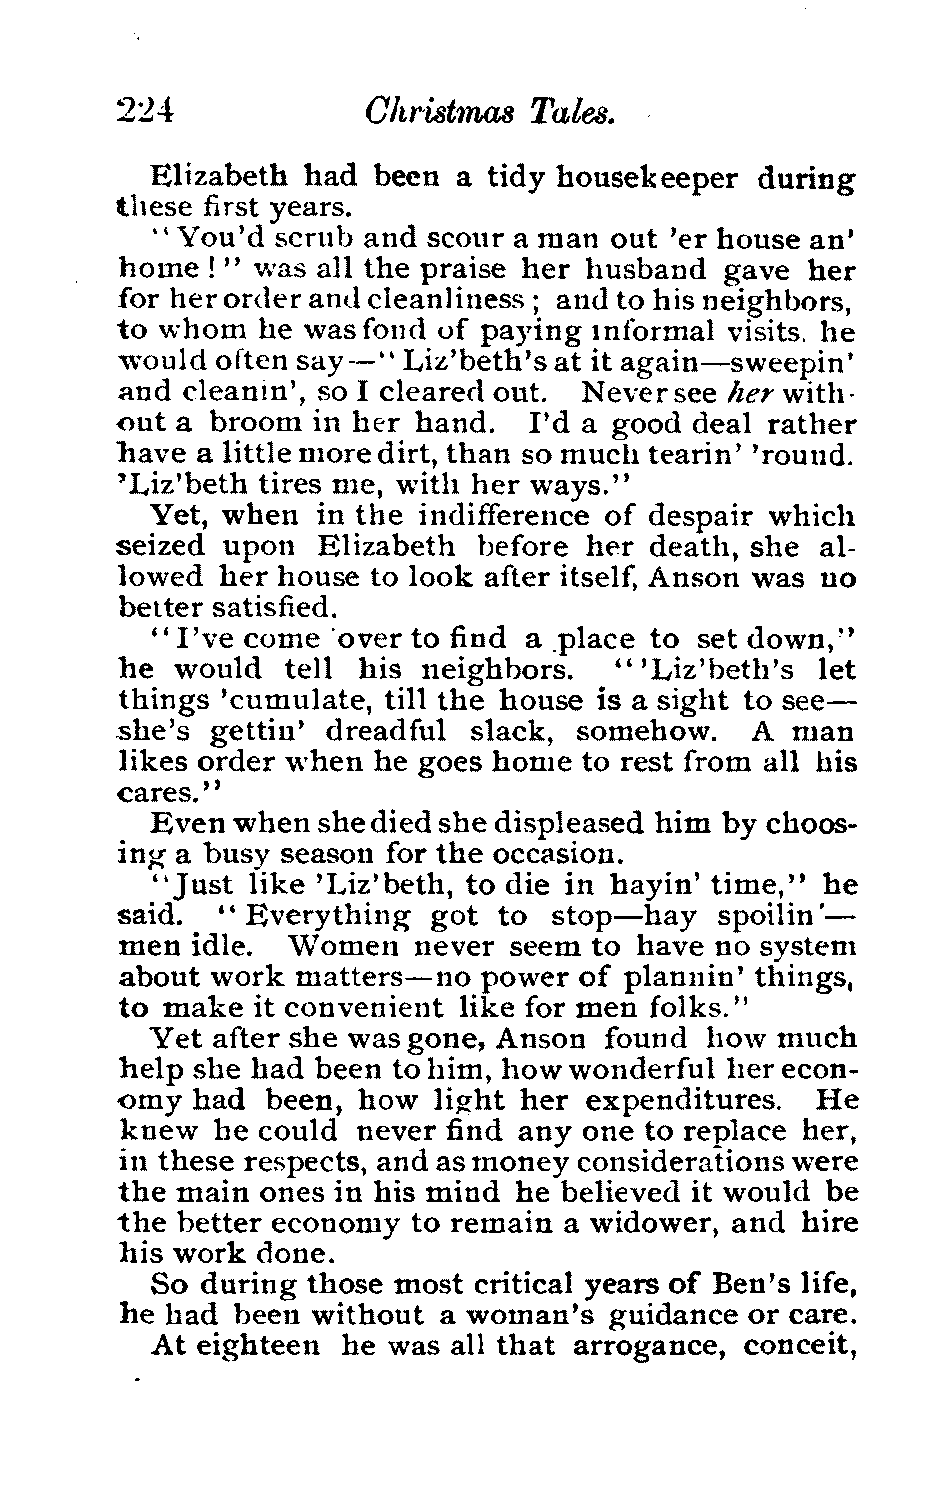 224 Christmas Tales.
Elizabeth had been a tidy housekeeper during
these first years.
"You'd scrub and scour a man out 'er house an'
home!" was all the praise her husband gave her
for her order and cleanliness; and to his neighbors,
to whom he was fond of paying informal visits, he
would often say—"Liz'beth's at it again—sweepin'
and cleanin', so I cleared out. Never see her with-
out a broom in her hand. I'd a good deal rather
have a little more dirt, than so much tearin' 'round.
'Liz'beth tires me, with her ways."
Yet, when in the indifference of despair which
seized upon Elizabeth before her death, she al-
lowed her house to look after itself, Anson was no
better satisfied.
"I've come over to find a place to set down,"
he would tell his neighbors. "'Liz'beth's let
things 'cumulate, till the house is a sight to see—
she's gettin' dreadful slack, somehow. A man
likes order when he goes home to rest from all his
cares."
Even when she died she displeased him by choos-
ing a busy season for the occasion.
"Just like 'Liz'beth, to die in hayin' time," he
said. "Everything got to stop—hay spoilin'—
men idle. Women never seem to have no system
about work matters—no power of plannin' things,
to make it convenient like for men folks."
Yet after she was gone, Anson found how much
help she had been to him, how wonderful her econ-
omy had been, how light her expenditures. He
knew he could never find any one to replace her,
in these respects, and as money considerations were
the main ones in his mind he believed it would be
the better economy to remain a widower, and hire
his work done.
So during those most critical years of Ben's life,
he had been without a woman's guidance or care.
At eighteen he was all that arrogance, conceit,